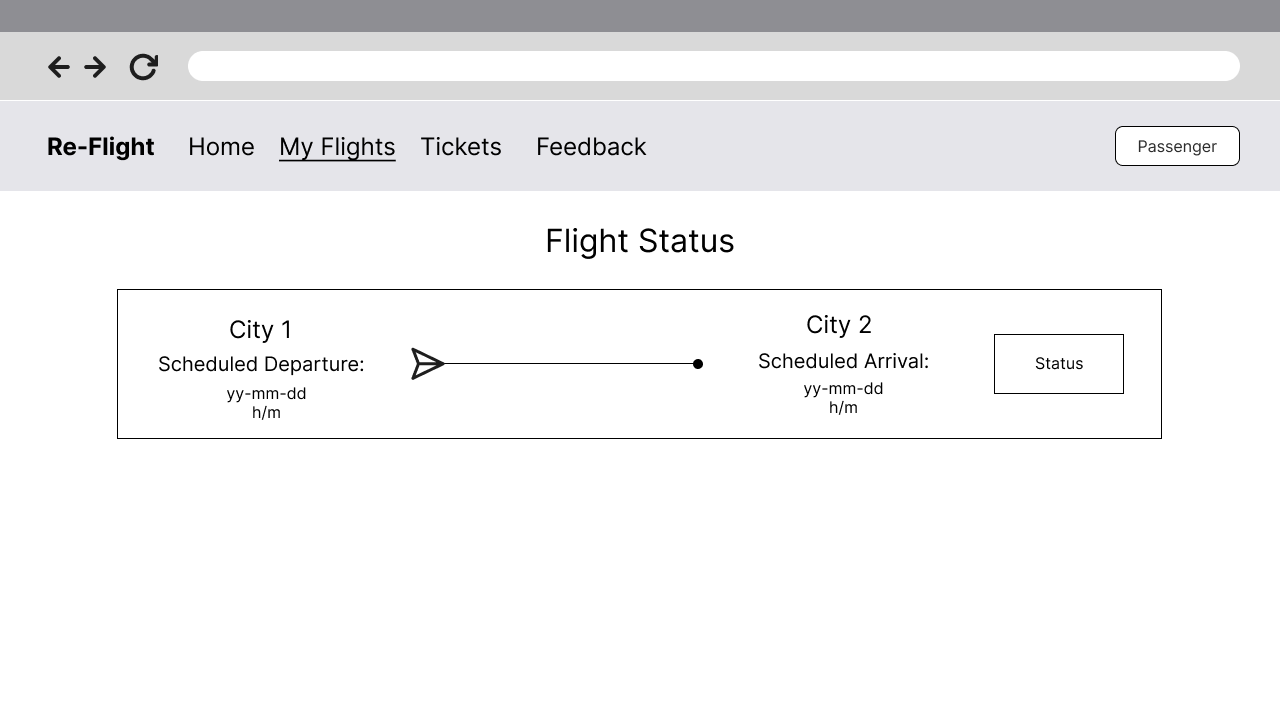 Re-Flight Home My Flights Tickets Feedback Passenger
Flight Status
City 1
Scheduled Departure:
yy-mm-dd
h/m
City 2
Scheduled Arrival:
yy-mm-dd
h/m
Status